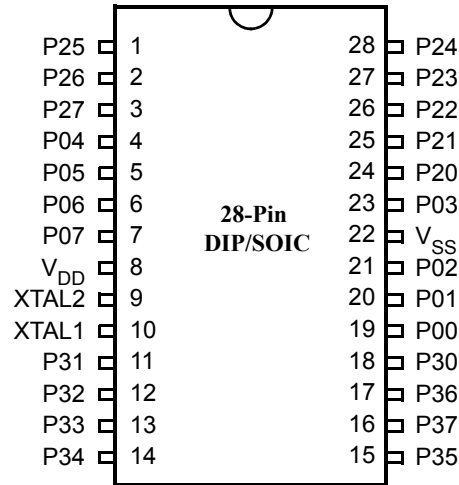 P25 1 28 P24
P26 2 27 P23
P27 3 26 P22
P04 4 25 P21
P05 5 24 P20
P06 6 23 P03
28-Pin
DIP/SOIC
P07 7 22 VSS
VDD 8 21 P02
XTAL2 9 20 P01
XTAL1 10 19 P00
P31 11 18 P30
P32 12 17 P36
P33 13 16 P37
P34 14 15 P35